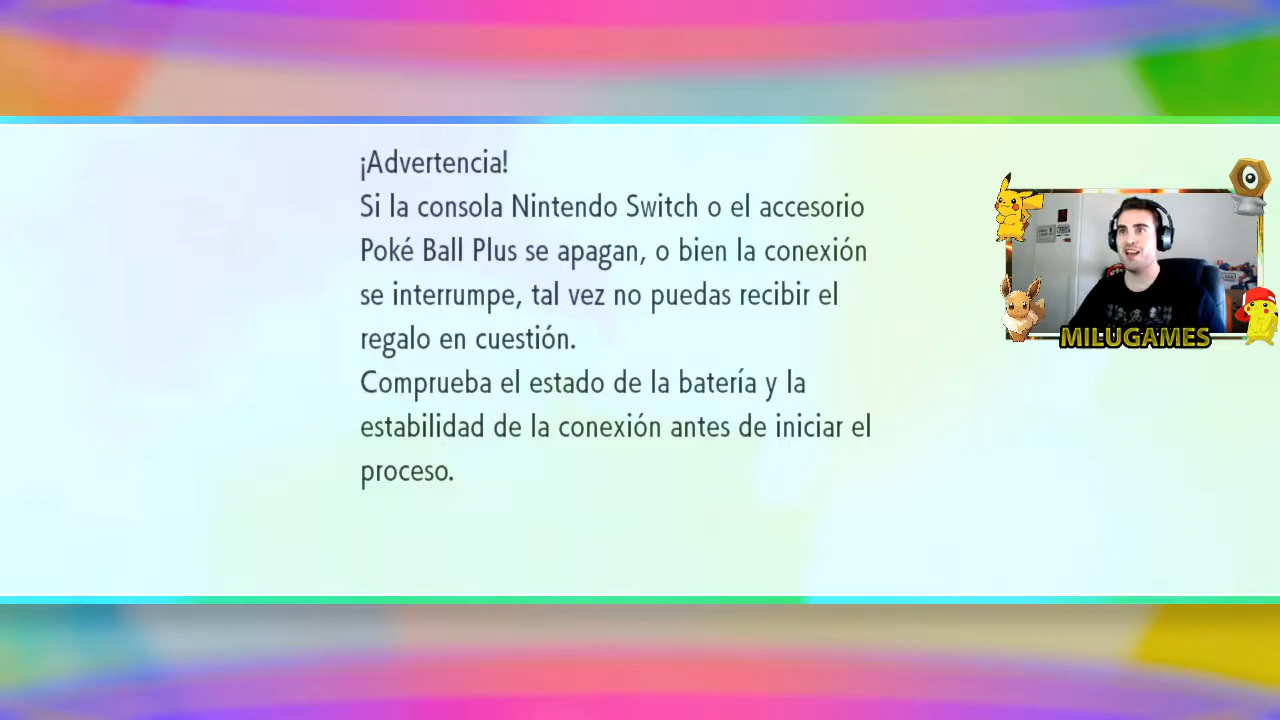 ¡Advertencia!
Si la consola Nintendo Switch o el accesorio
Poké Ball Plus se apagan, o bien la conexión
se interrumpe, tal vez no puedas recibir el
regalo en cuestión.
Comprueba el estado de la batería y la
estabilidad de la conexión antes de iniciar el
proceso.
MILUGAMES